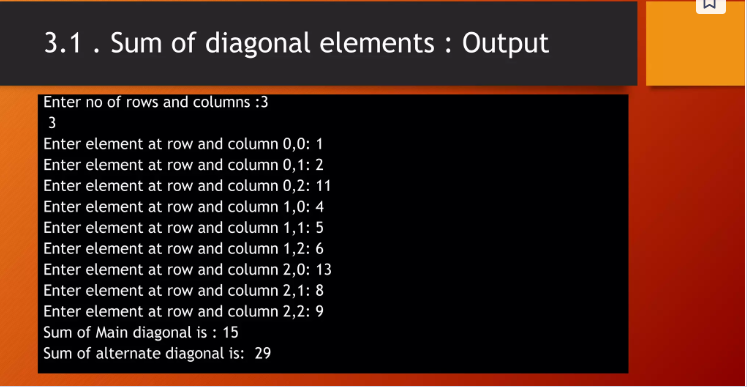 3.1 . Sum of diagonal elements : Output
Enter no of rows and columns :3
3
Enter element at row and column 0,0: 1
Enter element at row and column 0,1: 2
Enter element at row and column 0,2: 11
Enter element at row and column 1,0: 4
Enter element at row and column 1,1: 5
Enter element at row and column 1,2: 6
Enter element at row and column 2,0: 13
Enter element at row and column 2,1: 8
Enter element at row and column 2,2: 9
Sum of Main diagonal is : 15
Sum of alternate diagonal is:  29